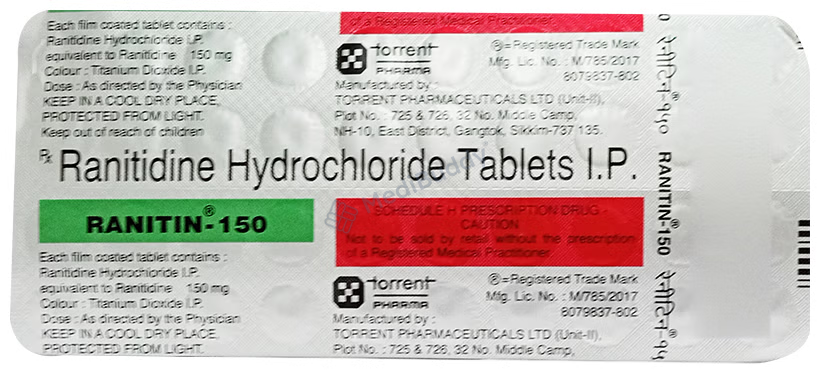 Each film coated tablet contains :
Ranitidine Hydrochloride I.P.
equivalent to Ranitidine 150 mg
Colour : Titanium Dioxide I.P.
Dose : As directed by the Physician
KEEP IN A COOL DRY PLACE,
PROTECTED FROM LIGHT.
Keep out of reach of children
of a Registered Medical Practitioner
torrent
PHARMA
®=Registered Trade Mark
Mfg. Lic. No. : M/785/2017
8079837-802
Manufactured by :
TORRENT PHARMACEUTICALS LTD (Unit-II),
Plot No. : 725 & 726, 32 No. Middle Camp,
NH-10, East District, Gangtok, Sikkim-737 135.
Rx Ranitidine Hydrochloride Tablets I.P.
MediBuddy
RANITIN®-150
SCHEDULE H PRESCRIPTION DRUG -
CAUTION
Not to be sold by retail without the prescription
of a Registered Medical Practitioner
Each film coated tablet contains :
Ranitidine Hydrochloride I.P.
equivalent to Ranitidine 150 mg
Colour : Titanium Dioxide I.P.
Dose : As directed by the Physician
KEEP IN A COOL DRY PLACE,
PROTECTED FROM LIGHT.
torrent
PHARMA
®=Registered Trade Mark
Mfg. Lic. No. : M/785/2017
8079837-802
Manufactured by :
TORRENT PHARMACEUTICALS LTD (Unit-II),
Plot No. : 725 & 726, 32 No. Middle Camp,
0 रेनीटिन®-१५०
RANITIN®-150 रेनीटिन®-१५